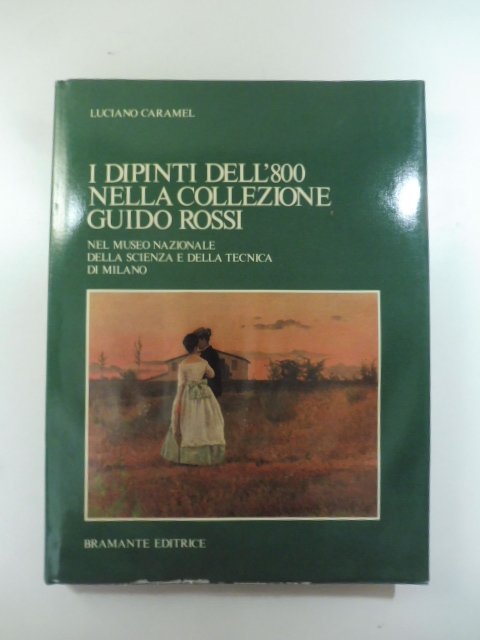 LUCIANO CARAMEL
I DIPINTI DELL'800
NELLA COLLEZIONE
GUIDO ROSSI
NEL MUSEO NAZIONALE
DELLA SCIENZA E DELLA TECNICA
DI MILANO
BRAMANTE EDITRICE